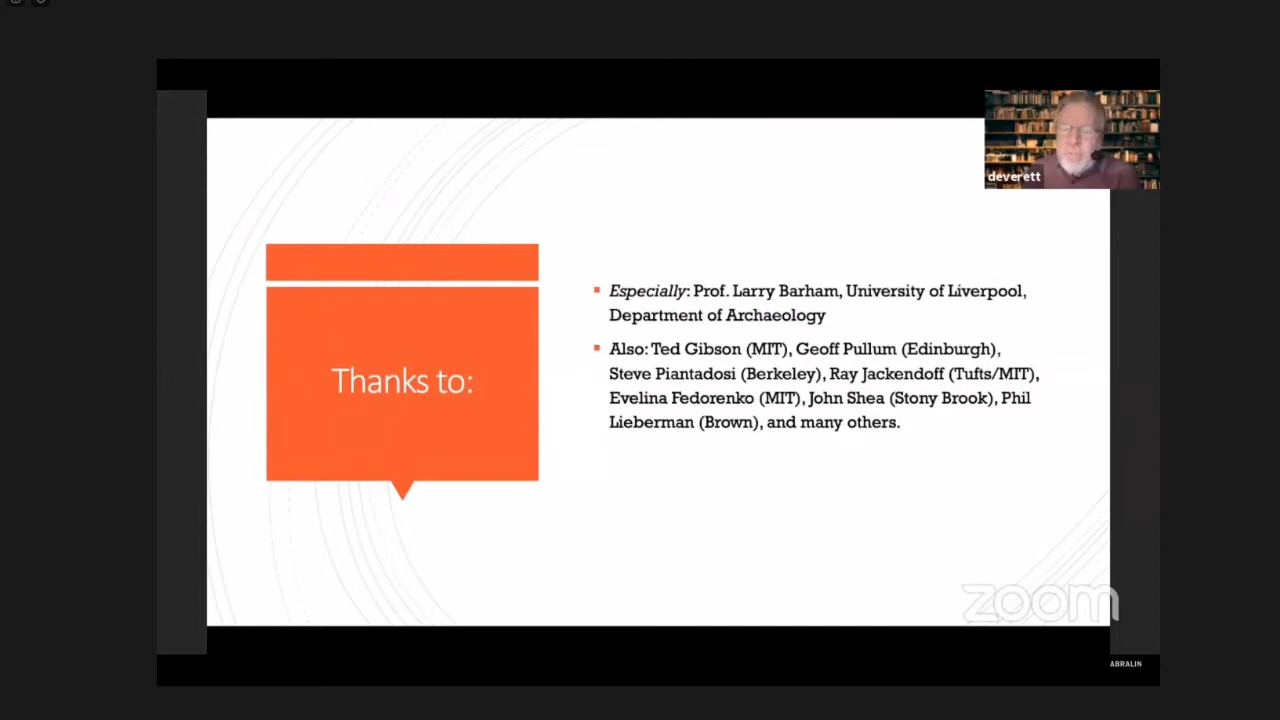 deverett
Thanks to:
Especially: Prof. Larry Barham, University of Liverpool,
Department of Archaeology
Also: Ted Gibson (MIT), Geoff Pullum (Edinburgh),
Steve Piantadosi (Berkeley), Ray Jackendoff (Tufts/MIT),
Evelina Fedorenko (MIT), John Shea (Stony Brook), Phil
Lieberman (Brown), and many others.
zoom
ABRALIN